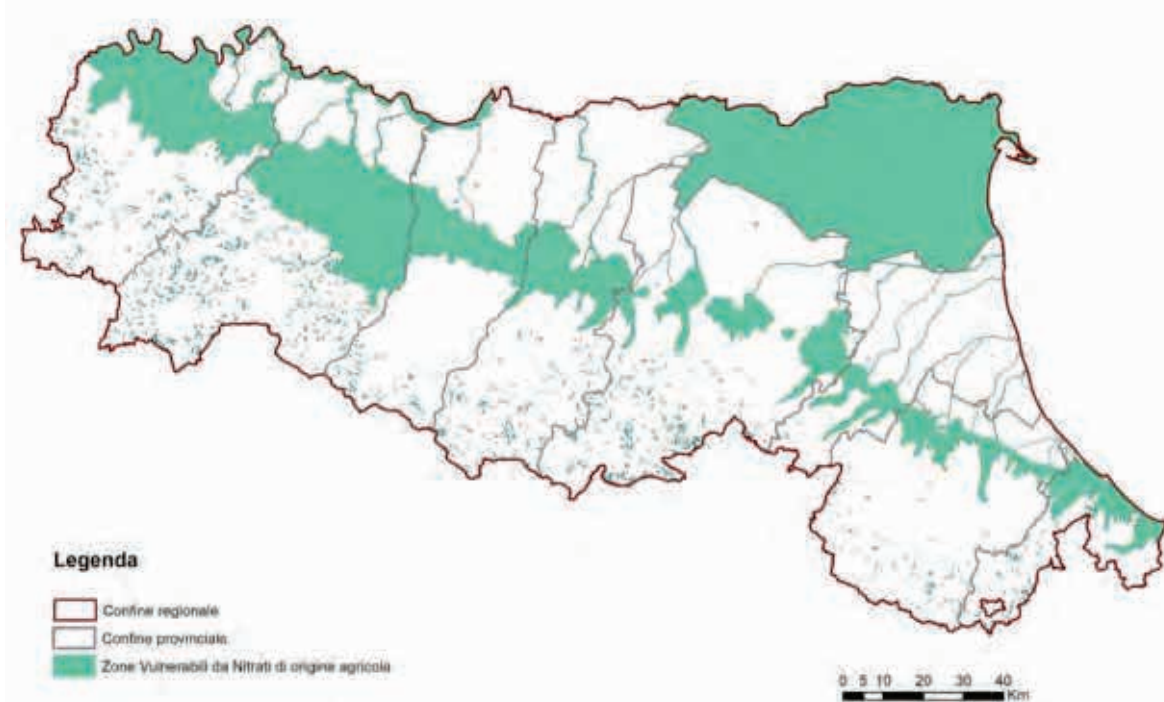 Legenda
Confine regionale
Confine provinciale
Zone Vulnerabili da Nitrati di origine agricola
0 5 10 20 30 40
Km